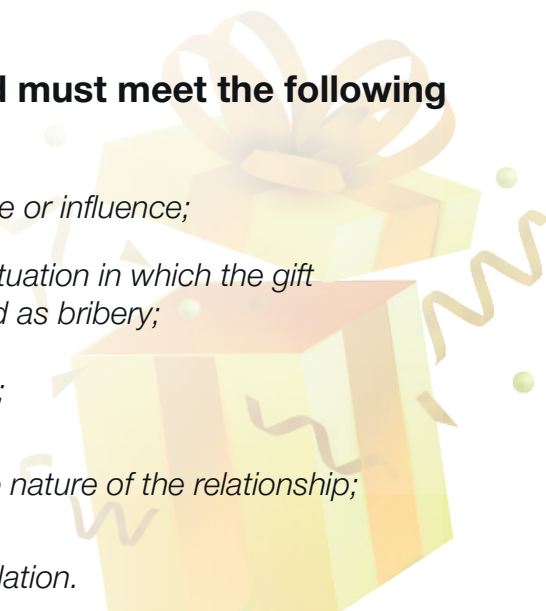 d must meet the following
e or influence;
tuation in which the gift
d as bribery;
;
e nature of the relationship;
lation.